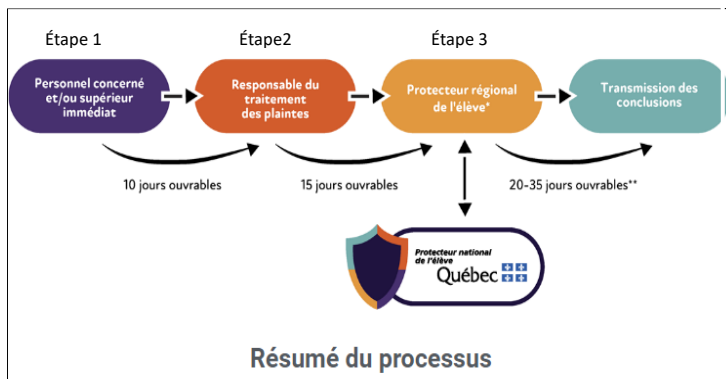 Étape 1
Étape2
Étape 3
Personnel concerné
et/ou supérieur
immédiat
Responsable du
traitement
des plaintes
Protecteur régional
de l'élève*
Transmission des
conclusions
10 jours ouvrables
15 jours ouvrables
20-35 jours ouvrables**
Protecteur national
de l'élève
Québec
Résumé du processus